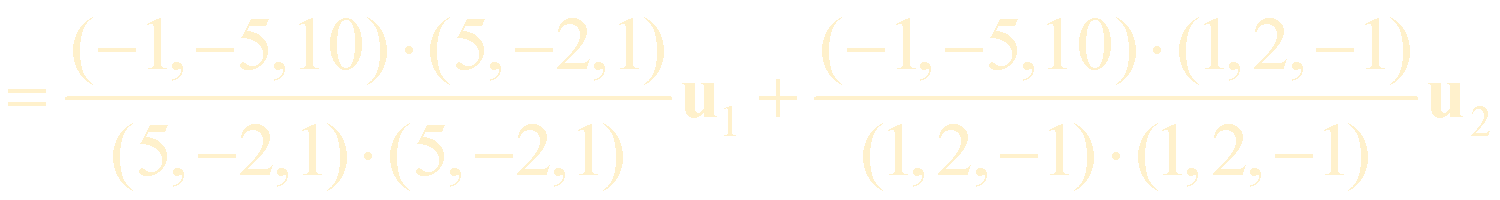 = (−1,−5,10)·(5,−2,1) / (5,−2,1)·(5,−2,1) u₁ + (−1,−5,10)·(1,2,−1) / (1,2,−1)·(1,2,−1) u₂